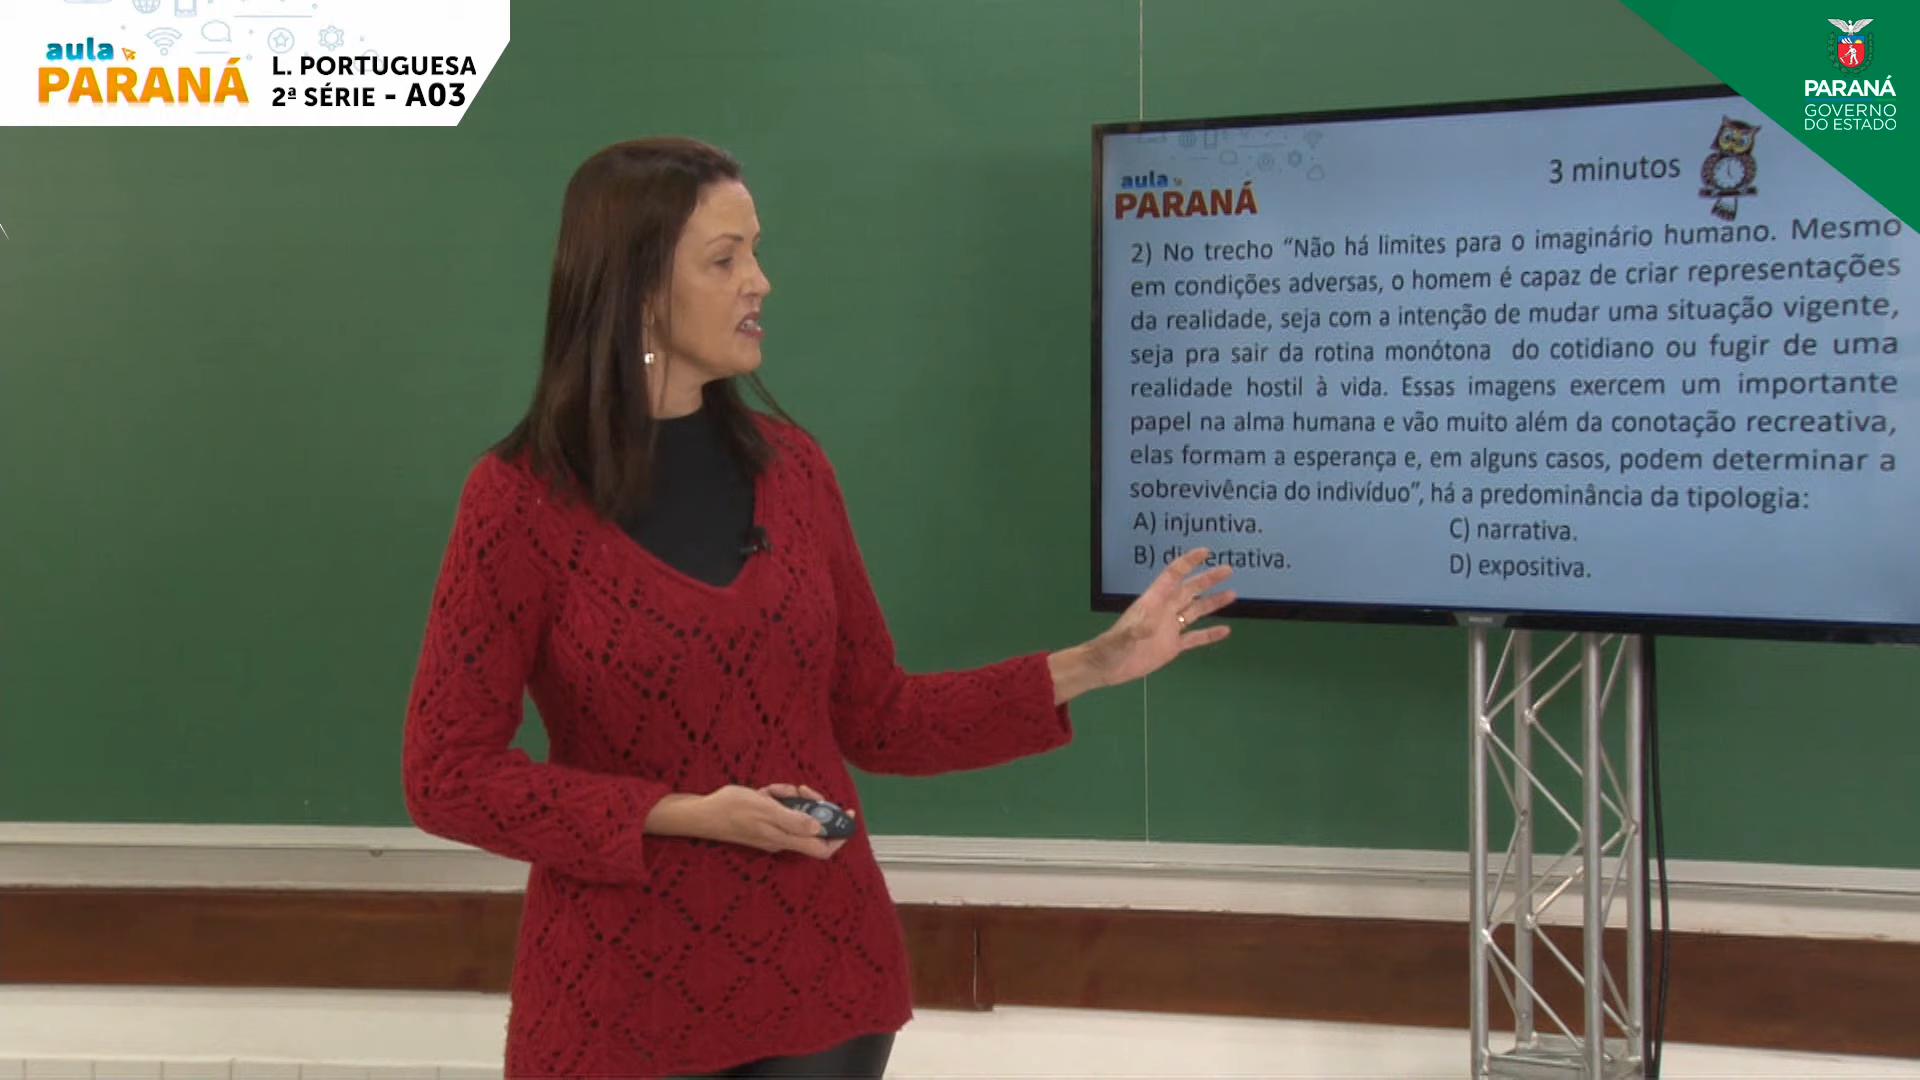 aula
PARANÁ
L. PORTUGUESA
2ª SÉRIE - A03
PARANÁ
GOVERNO
DO ESTADO
aula
PARANÁ
3 minutos
2) No trecho “Não há limites para o imaginário humano. Mesmo
em condições adversas, o homem é capaz de criar representações
da realidade, seja com a intenção de mudar uma situação vigente,
seja pra sair da rotina monótona do cotidiano ou fugir de uma
realidade hostil à vida. Essas imagens exercem um importante
papel na alma humana e vão muito além da conotação recreativa,
elas formam a esperança e, em alguns casos, podem determinar a
sobrevivência do indivíduo”, há a predominância da tipologia:
A) injuntiva.
B) dissertativa.
C) narrativa.
D) expositiva.